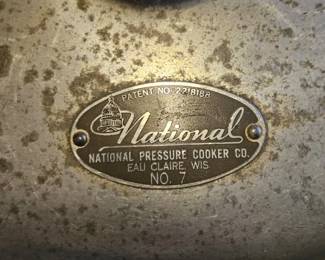 PATENT NO. 2218188
National
NATIONAL PRESSURE COOKER CO.
EAU CLAIRE, WIS.
NO. 7